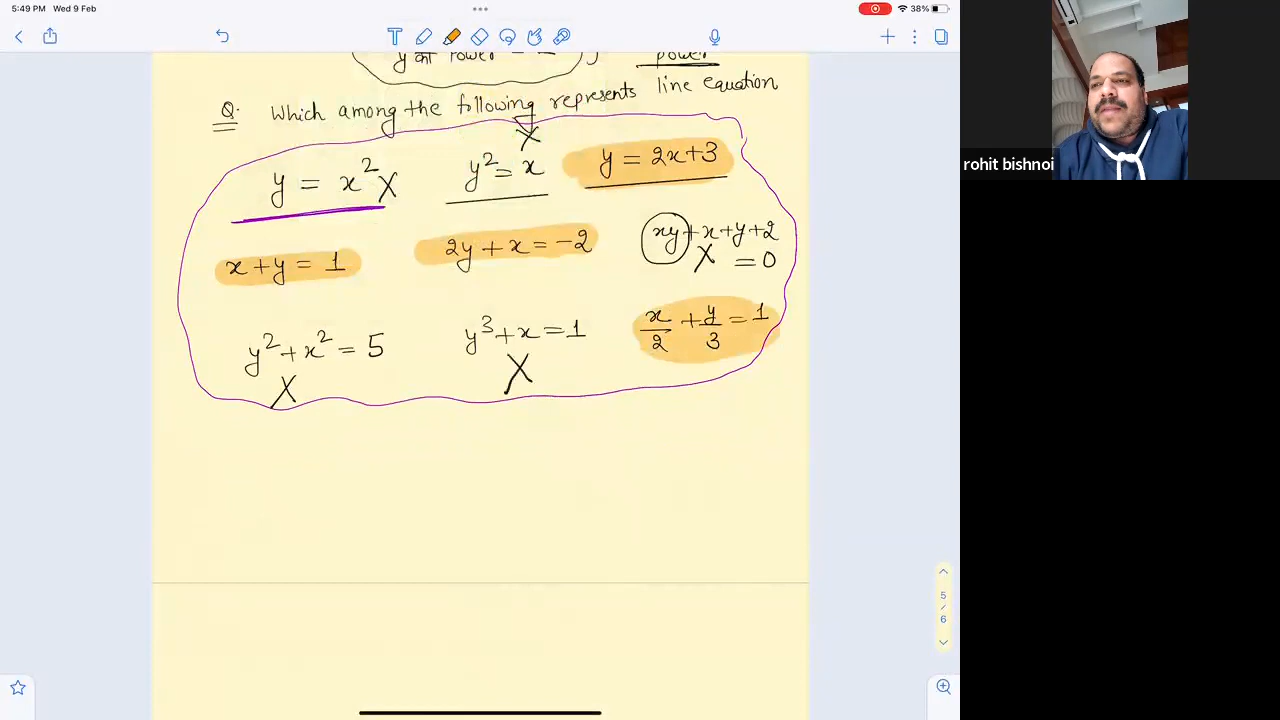 5:49 PM Wed 9 Feb
38%
power
Q. Which among the following represents line equation
y = x² X
y² = x X
y = 2x+3
x+y = 1
2y + x = -2
xy + x + y + 2 = 0 X
y² + x² = 5 X
y³ + x = 1 X
x/2 + y/3 = 1
5 / 6
rohit bishnoi